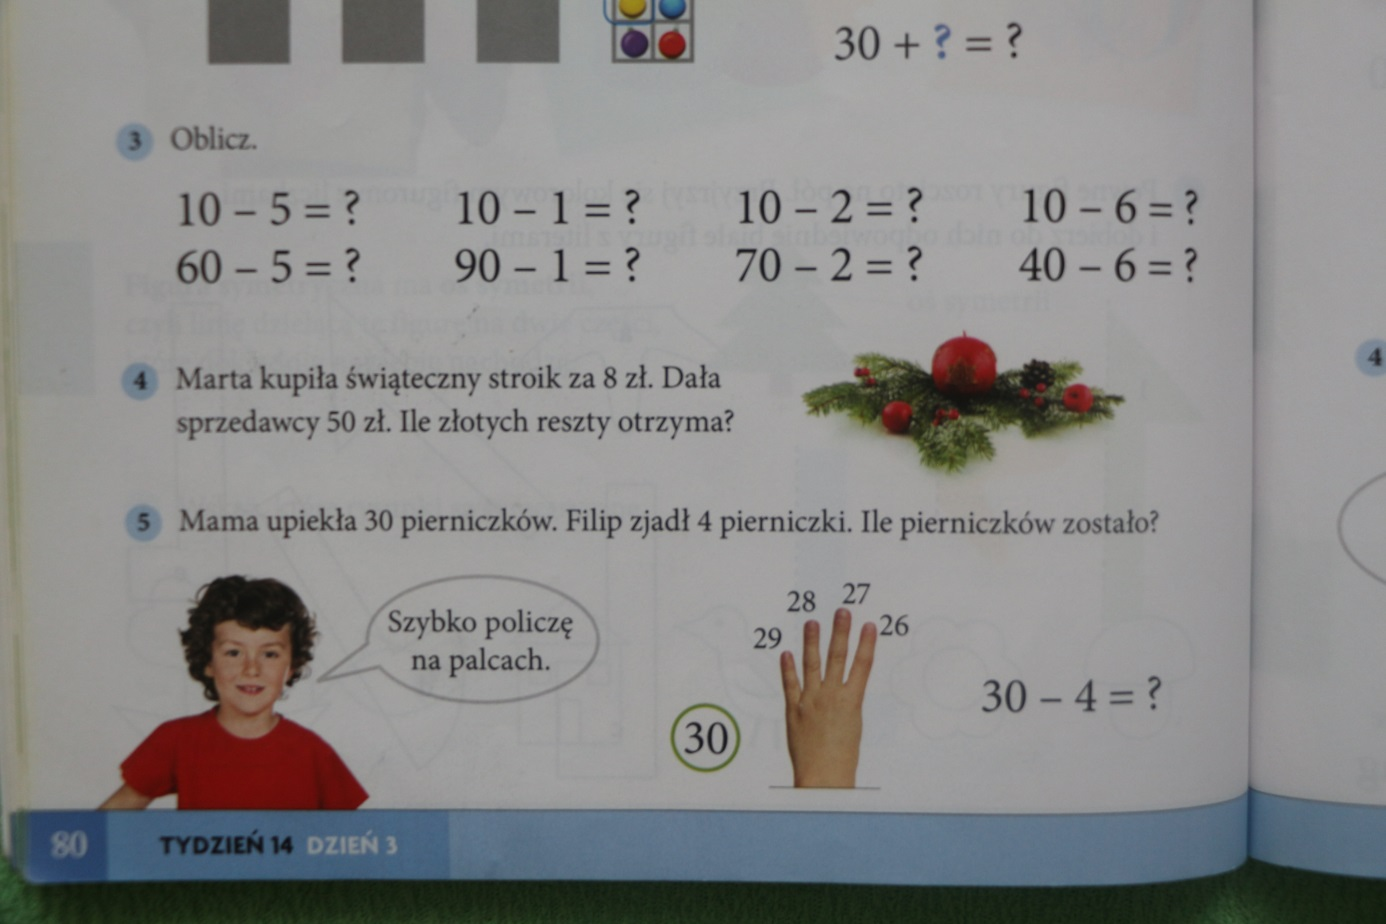 30 + ? = ?
3 Oblicz.
10 – 5 = ? 10 – 1 = ? 10 – 2 = ? 10 – 6 = ?
60 – 5 = ? 90 – 1 = ? 70 – 2 = ? 40 – 6 = ?
4 Marta kupiła świąteczny stroik za 8 zł. Dała
sprzedawcy 50 zł. Ile złotych reszty otrzyma?
4
5 Mama upiekła 30 pierniczków. Filip zjadł 4 pierniczki. Ile pierniczków zostało?
Szybko policzę
na palcach.
29 28 27 26
30
30 – 4 = ?
80 TYDZIEŃ 14 DZIEŃ 3